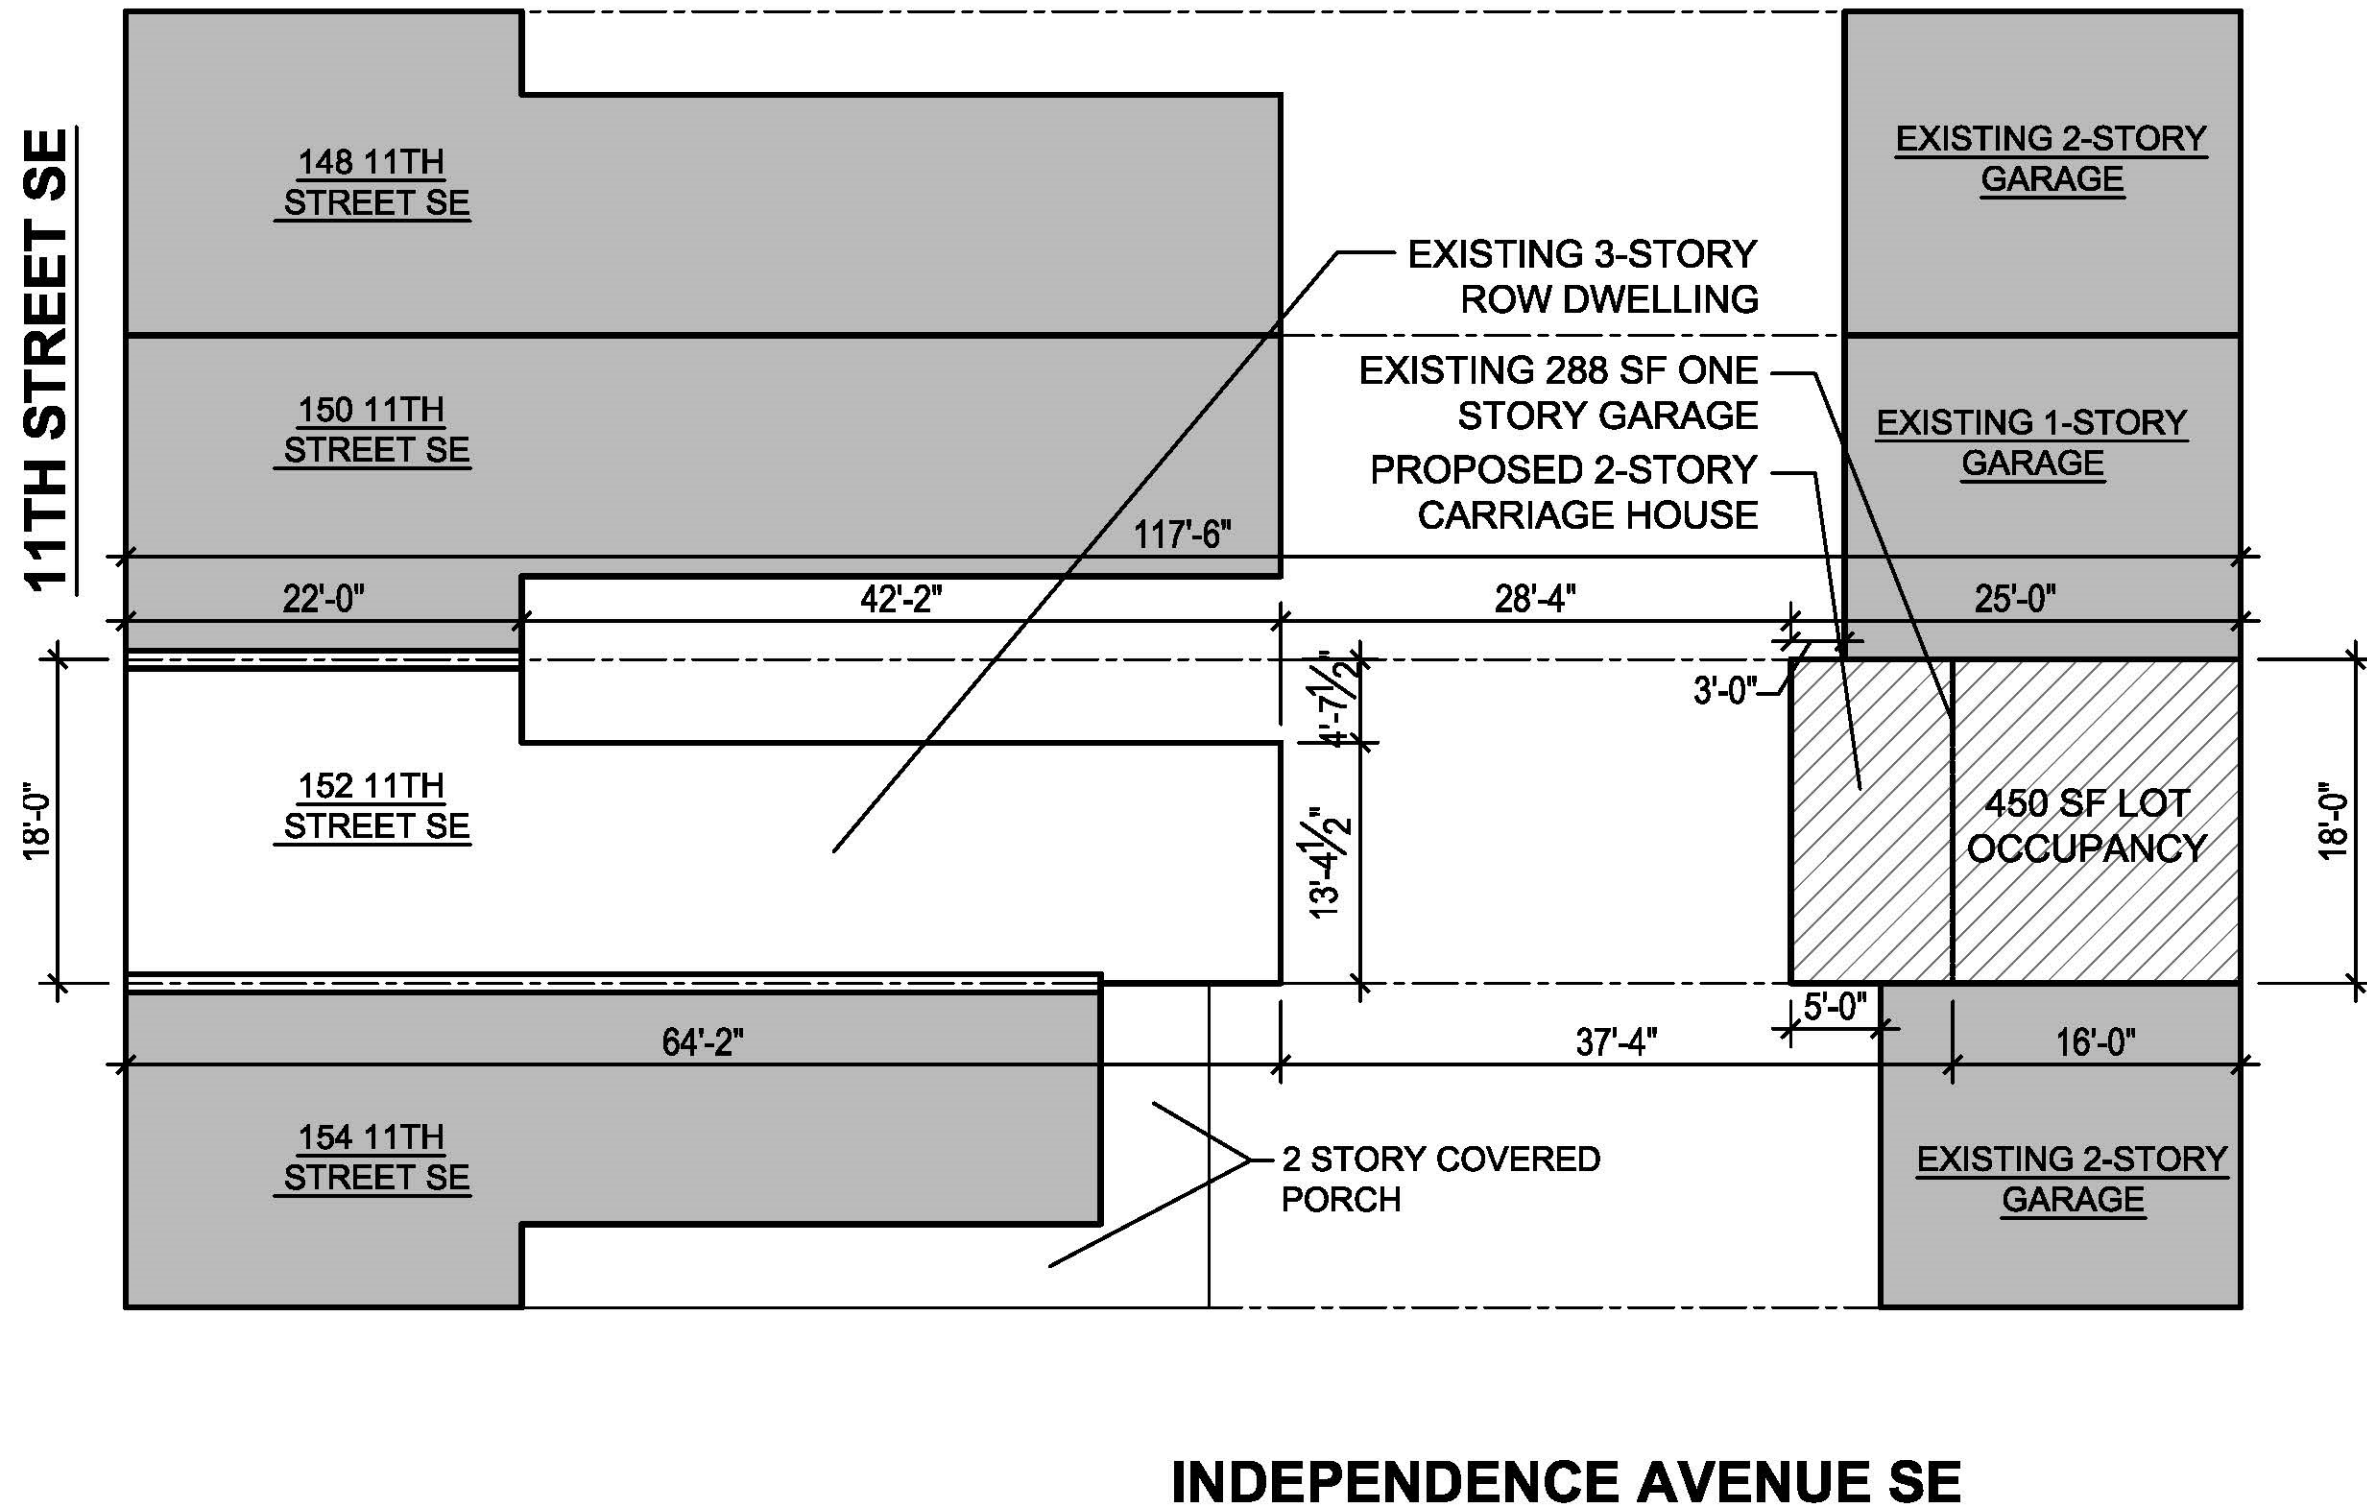 11TH STREET SE
148 11TH
STREET SE
EXISTING 2-STORY
GARAGE
EXISTING 3-STORY
ROW DWELLING
EXISTING 288 SF ONE
STORY GARAGE
PROPOSED 2-STORY
CARRIAGE HOUSE
150 11TH
STREET SE
EXISTING 1-STORY
GARAGE
117'-6"
22'-0"
42'-2"
28'-4"
25'-0"
4'-7½"
3'-0"
18'-0"
152 11TH
STREET SE
13'-4½"
450 SF LOT
OCCUPANCY
18'-0"
5'-0"
64'-2"
37'-4"
16'-0"
154 11TH
STREET SE
2 STORY COVERED
PORCH
EXISTING 2-STORY
GARAGE
INDEPENDENCE AVENUE SE